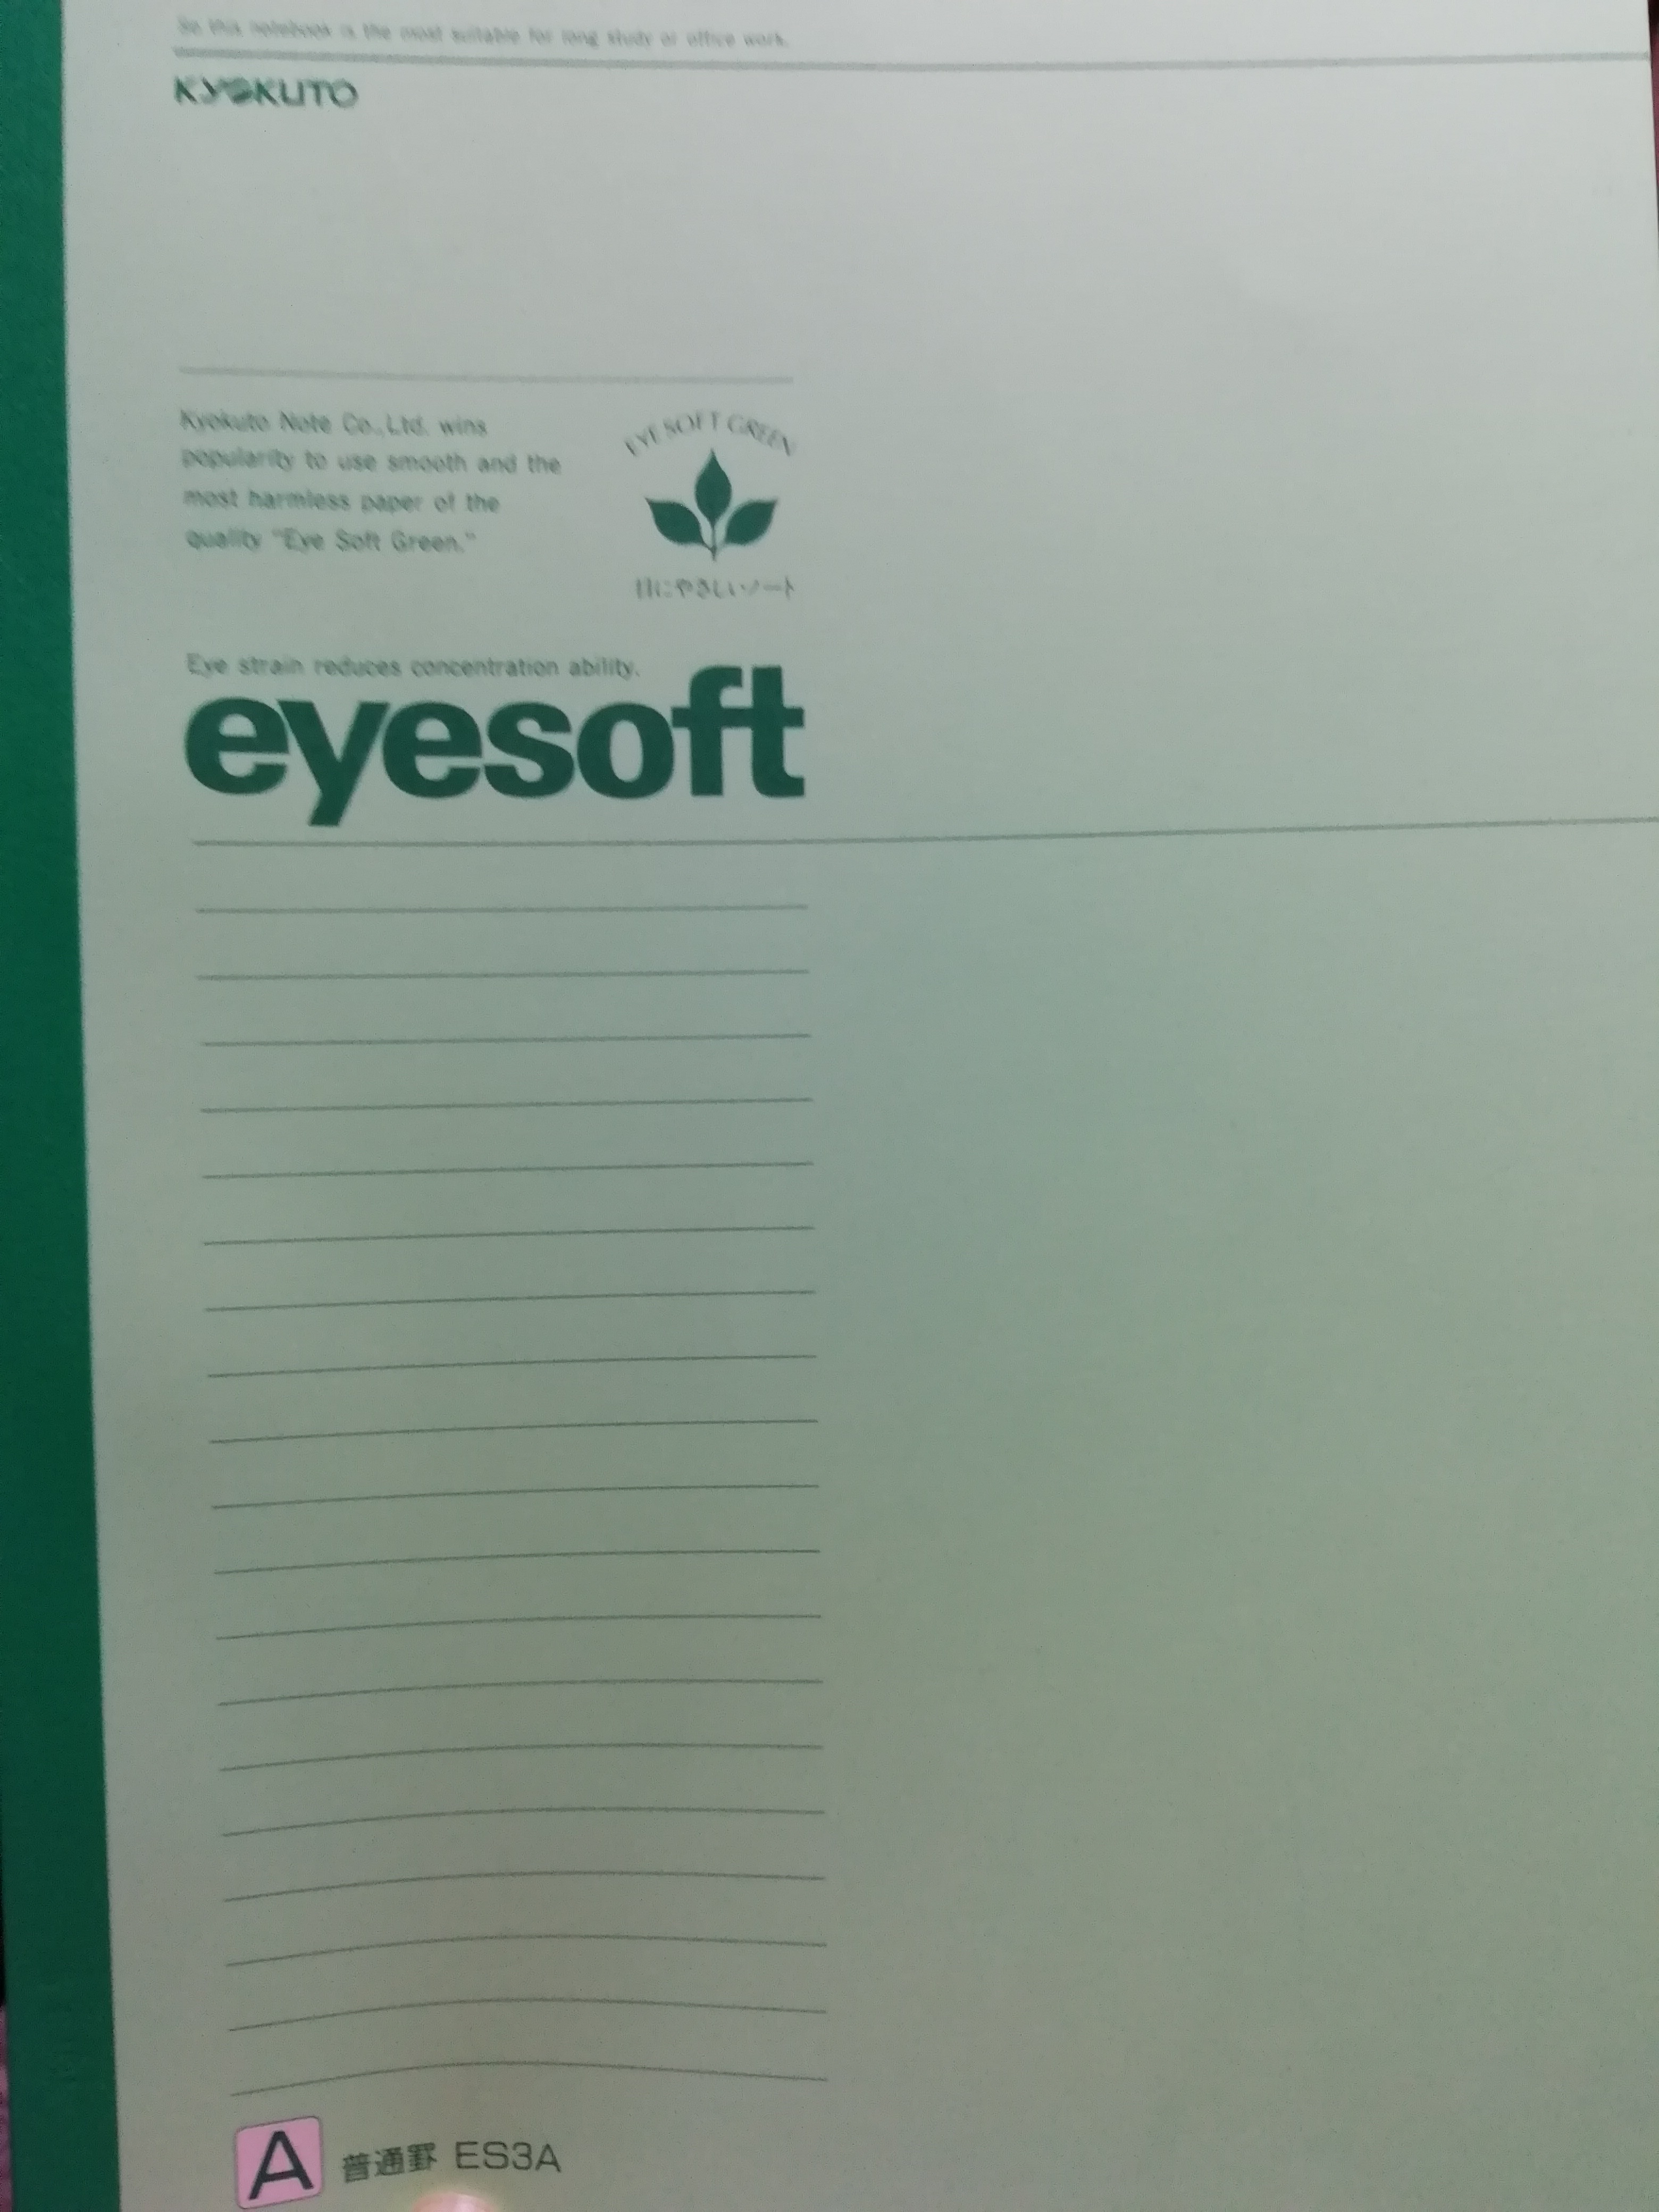 So this notebook is the most suitable for long study or office work.
KYOKUTO
Kyokuto Note Co.,Ltd. wins
popularity to use smooth and the
most harmless paper of the
quality "Eye Soft Green."
EYE SOFT GREEN
目にやさしいノート
Eye strain reduces concentration ability.
eyesoft
A 普通罫 ES3A